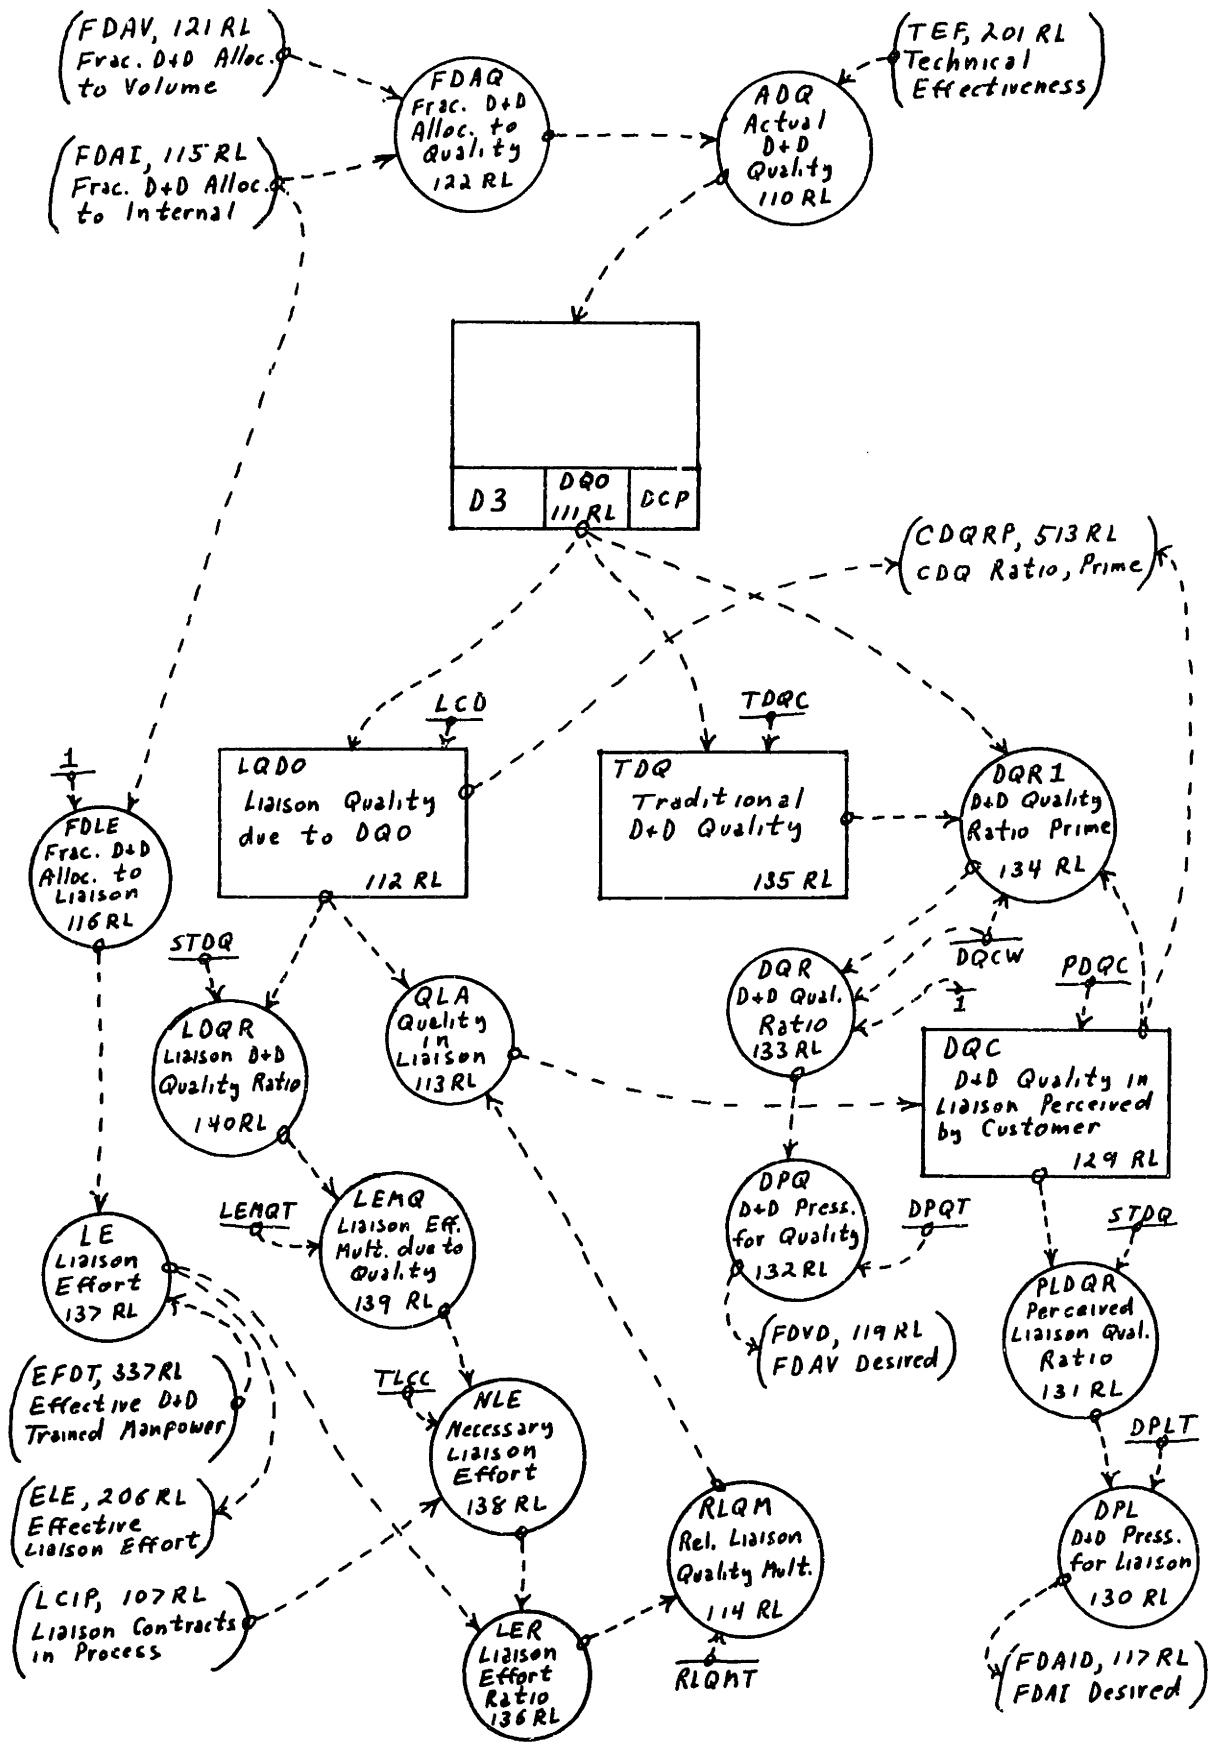 (FDAV, 121 RL
Frac. D+D Alloc.
to Volume)
FDAQ
Frac. D+D
Alloc. to
Quality
122 RL
ADQ
Actual
D+D
Quality
110 RL
(TEF, 201 RL
Technical
Effectiveness)
(FDAI, 115 RL
Frac. D+D Alloc.
to Internal)
D3
DQO
111 RL
DCP
(CDQRP, 513 RL
CDQ Ratio, Prime)
LCD
TDQC
1
LQDO
Liaison Quality
due to DQO
112 RL
TDQ
Traditional
D+D Quality
135 RL
DQR1
D+D Quality
Ratio Prime
134 RL
FDLE
Frac. D+D
Alloc. to
Liaison
116 RL
STDQ
DQCW
PDQC
1
LDQR
Liaison D+D
Quality Ratio
140 RL
QLA
Quality
in
Liaison
113 RL
DQR
D+D Qual.
Ratio
133 RL
DQC
D+D Quality in
Liaison Perceived
by Customer
129 RL
LE
Liaison
Effort
137 RL
LEMQT
LEMQ
Liaison Eff.
Mult. due to
Quality
139 RL
DPQ
D+D Press.
for Quality
132 RL
DPQT
STDQ
PLDQR
Perceived
Liaison Qual.
Ratio
131 RL
(FDVD, 119 RL
FDAV Desired)
(EFDT, 337 RL
Effective D+D
Trained Manpower)
TLCC
NLE
Necessary
Liaison
Effort
138 RL
DPLT
(ELE, 206 RL
Effective
Liaison Effort)
RLQM
Rel. Liaison
Quality Mult.
114 RL
DPL
D+D Press.
for Liaison
130 RL
(LCIP, 107 RL
Liaison Contracts
in Process)
LER
Liaison
Effort
Ratio
136 RL
RLQMT
(FDAID, 117 RL
FDAI Desired)